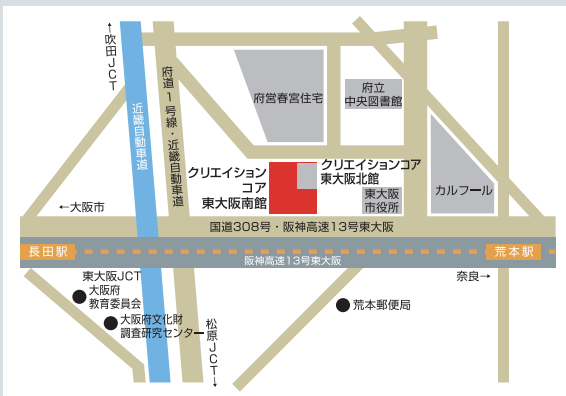 ←吹田JCT
近畿自動車道
府道1号線・近畿自動車道
府営春宮住宅
府立
中央図書館
クリエイション
コア
東大阪南館
クリエイションコア
東大阪北館
東大阪
市役所
カルフール
←大阪市
国道308号・阪神高速13号東大阪
長田駅
荒本駅
阪神高速13号東大阪
東大阪JCT
奈良→
大阪府
教育委員会
大阪府文化財
調査研究センター
松原JCT→
荒本郵便局